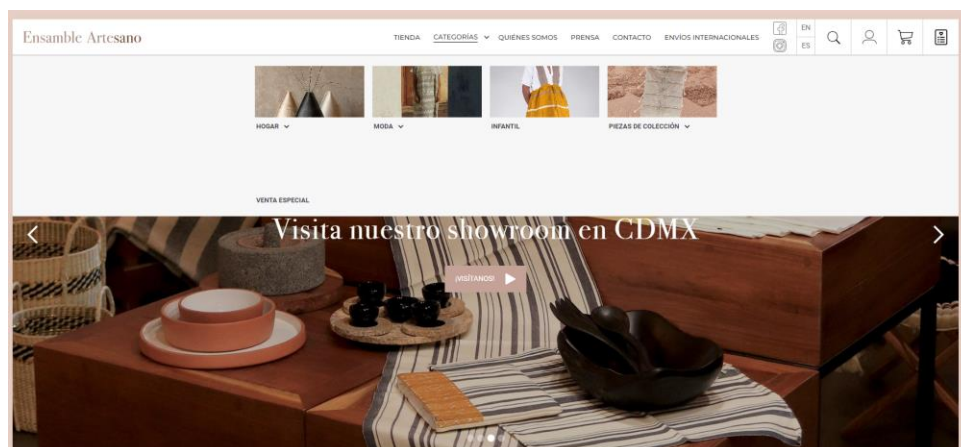 Ensamble Artesano
TIENDA CATEGORÍAS QUIÉNES SOMOS PRENSA CONTACTO ENVÍOS INTERNACIONALES
EN
ES
HOGAR MODA INFANTIL PIEZAS DE COLECCIÓN
VENTA ESPECIAL
Visita nuestro showroom en CDMX
¡VISÍTANOS!